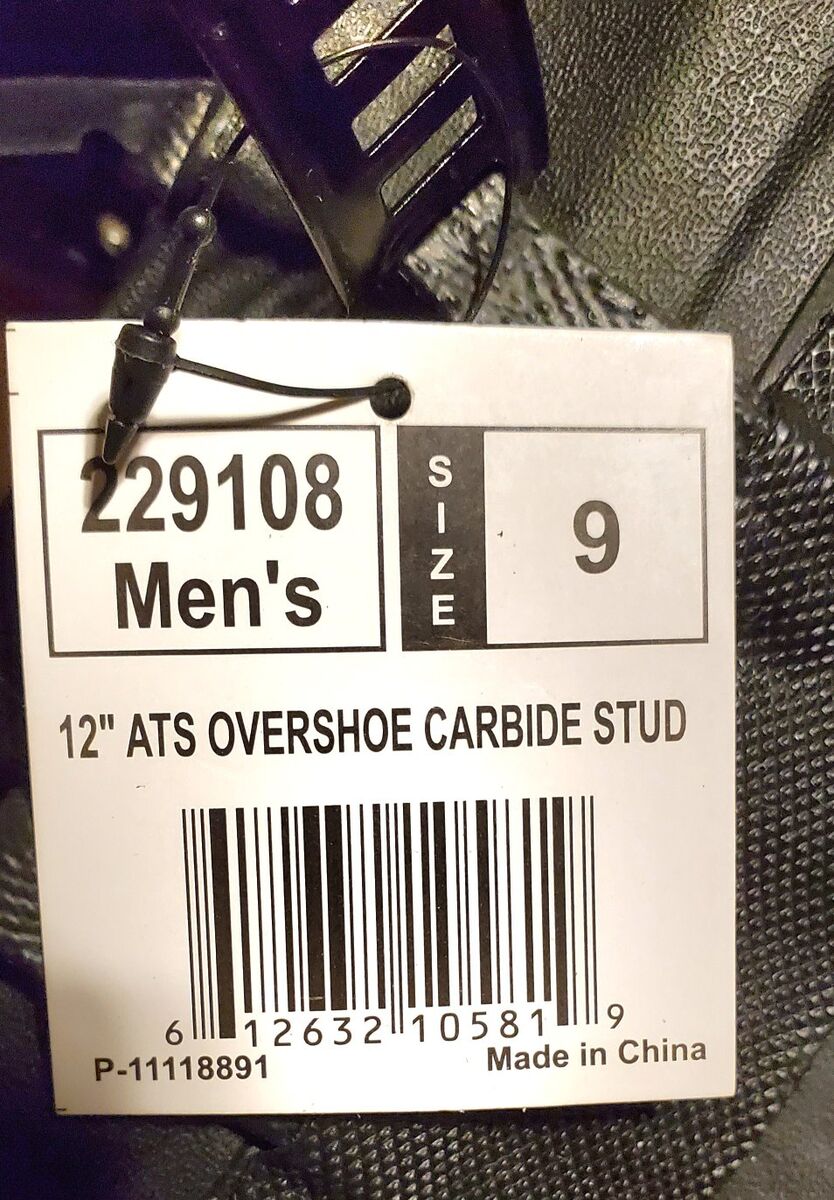 229108
Men's
SIZE
9
12" ATS OVERSHOE CARBIDE STUD
6 12632 10581 9
P-11118891
Made in China